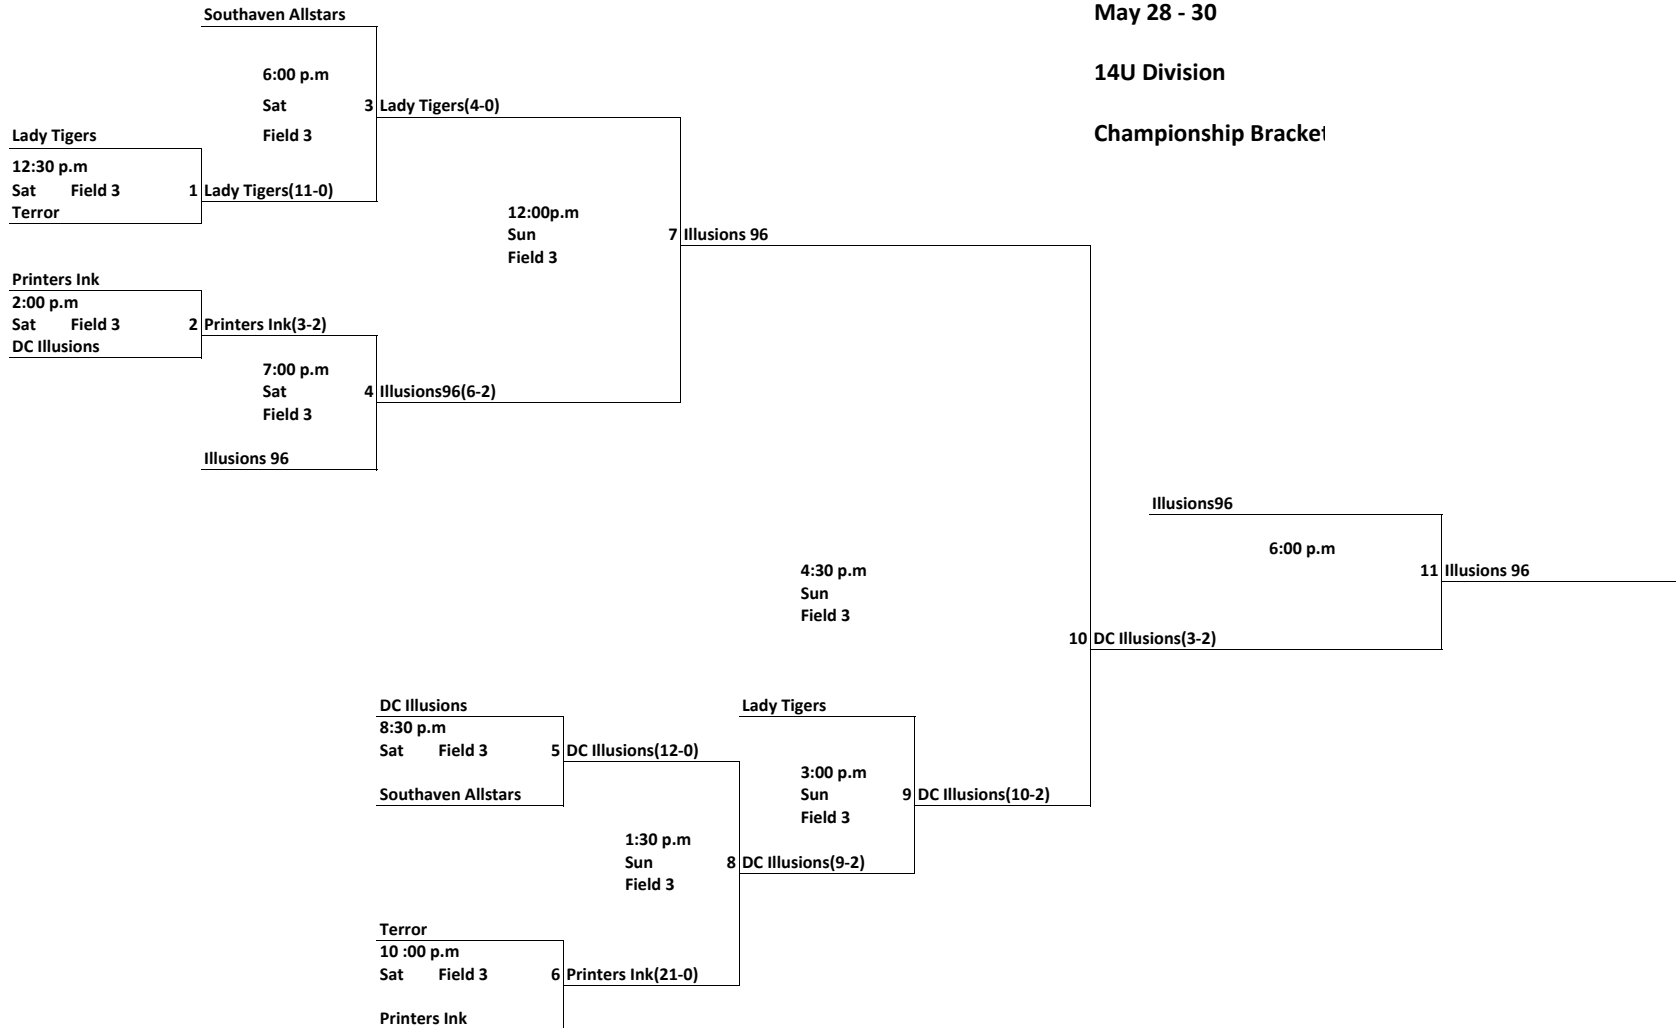 Southaven Allstars
May 28 - 30
6:00 p.m
14U Division
Sat 3 Lady Tigers(4-0)
Lady Tigers Field 3
Championship Bracket
12:30 p.m
Sat Field 3 1 Lady Tigers(11-0)
Terror
12:00p.m
Sun 7 Illusions 96
Field 3
Printers Ink
2:00 p.m
Sat Field 3 2 Printers Ink(3-2)
DC Illusions
7:00 p.m
Sat 4 Illusions96(6-2)
Field 3
Illusions 96
Illusions96
6:00 p.m
4:30 p.m
11 Illusions 96
Sun
Field 3
10 DC Illusions(3-2)
DC Illusions Lady Tigers
8:30 p.m
Sat Field 3 5 DC Illusions(12-0)
3:00 p.m
Southaven Allstars Sun 9 DC Illusions(10-2)
Field 3
1:30 p.m
Sun 8 DC Illusions(9-2)
Field 3
Terror
10 :00 p.m
Sat Field 3 6 Printers Ink(21-0)
Printers Ink